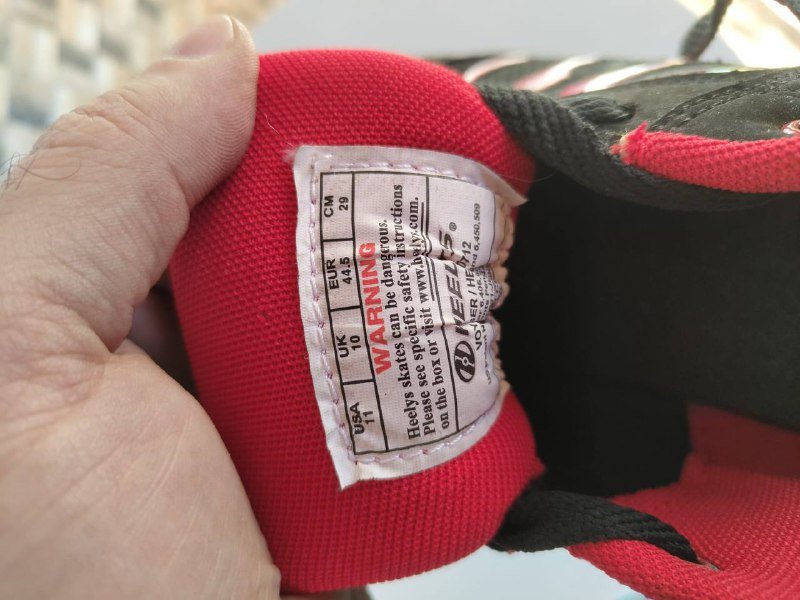 USA UK EUR CM
11 10 44.5 29
WARNING
Heelys skates can be dangerous.
Please see specific safety instructions
on the box or visit www.heelys.com.
HEELYS®